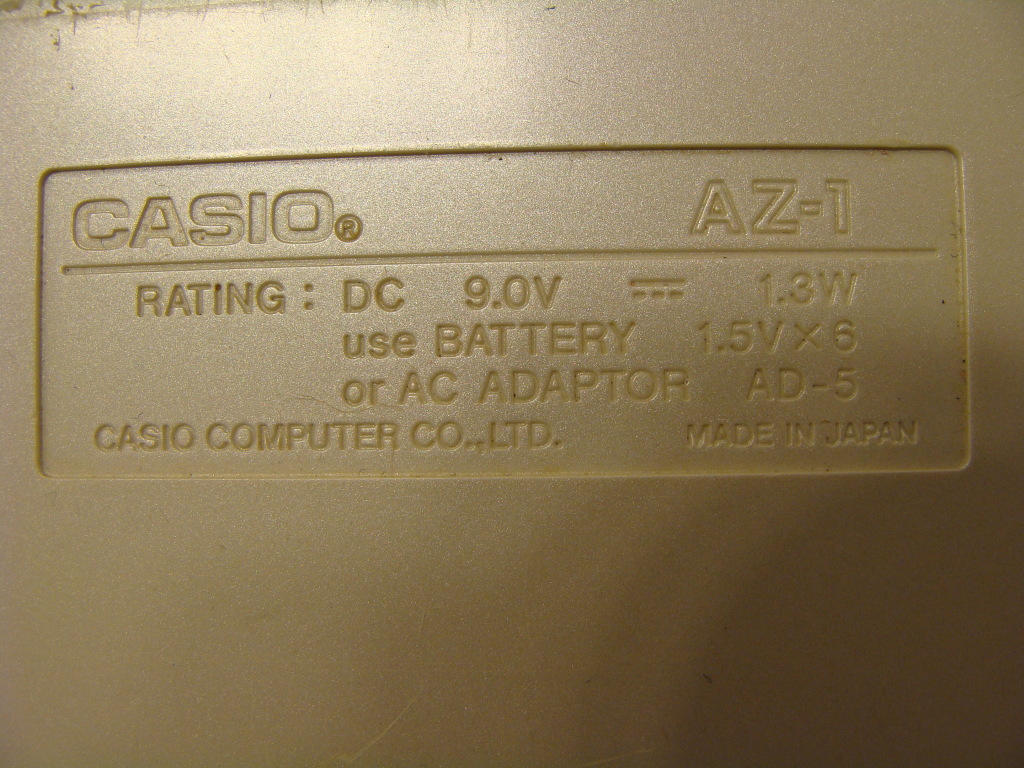 CASIO® AZ-1
RATING : DC 9.0V ⎓ 1.3W
use BATTERY 1.5V×6
or AC ADAPTOR AD-5
CASIO COMPUTER CO.,LTD. MADE IN JAPAN